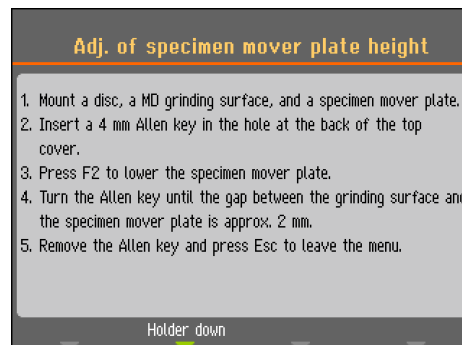 Adj. of specimen mover plate height
1. Mount a disc, a MD grinding surface, and a specimen mover plate.
2. Insert a 4 mm Allen key in the hole at the back of the top
cover.
3. Press F2 to lower the specimen mover plate.
4. Turn the Allen key until the gap between the grinding surface and
the specimen mover plate is approx. 2 mm.
5. Remove the Allen key and press Esc to leave the menu.
Holder down